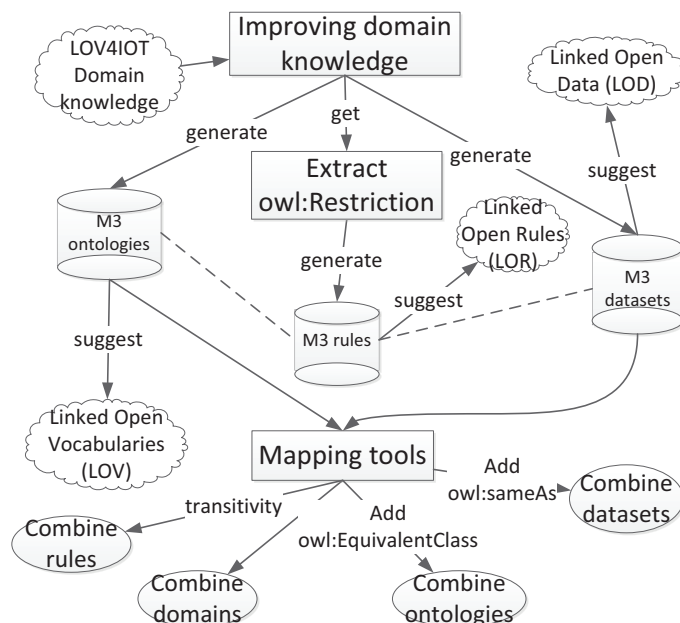 Improving domain
knowledge
LOV4IOT
Domain
knowledge
Linked Open
Data (LOD)
generate
get
generate
suggest
Extract
owl:Restriction
M3
ontologies
Linked
Open Rules
(LOR)
M3
datasets
generate
suggest
suggest
M3 rules
Linked Open
Vocabularies
(LOV)
Mapping tools
Add
owl:sameAs
Combine
datasets
transitivity
Add
owl:EquivalentClass
Combine
rules
Combine
domains
Combine
ontologies